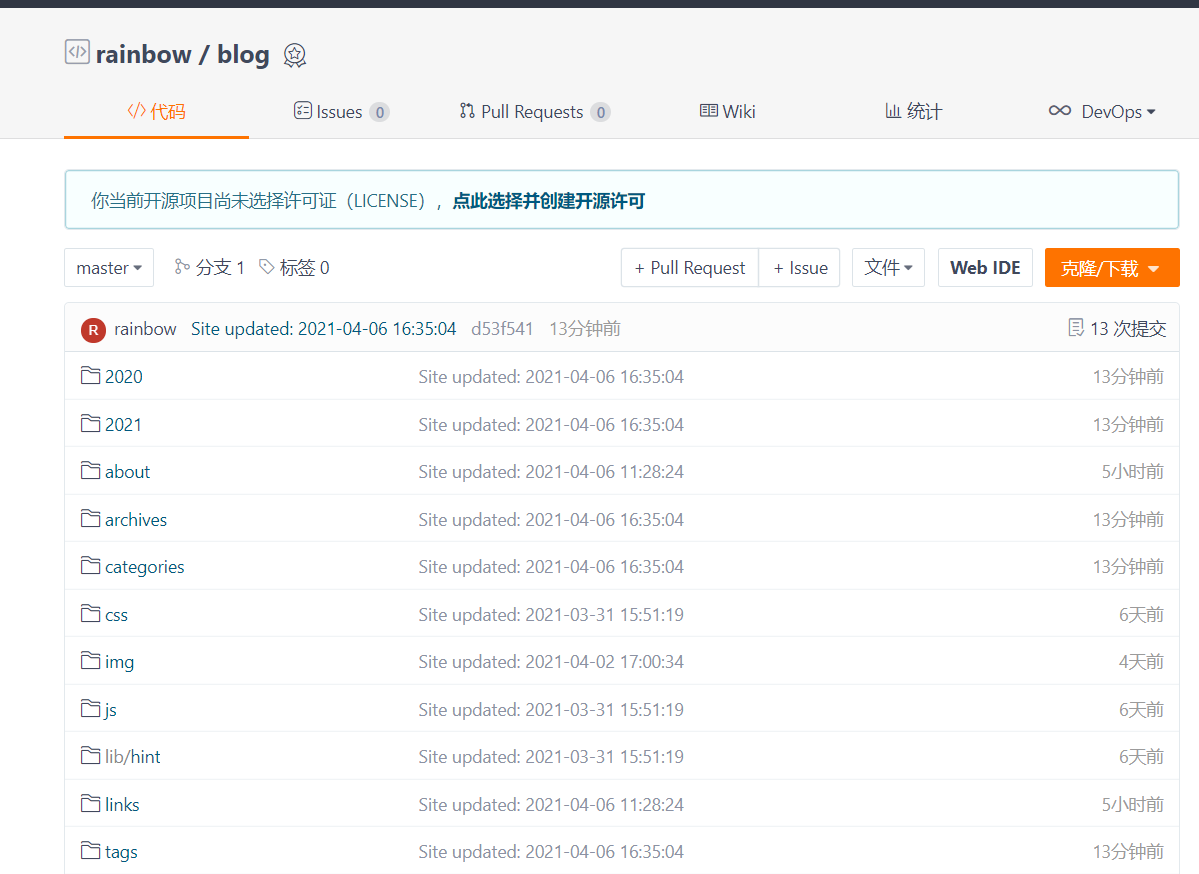 rainbow / blog
代码 Issues 0 Pull Requests 0 Wiki 统计 DevOps
你当前开源项目尚未选择许可证（LICENSE），点此选择并创建开源许可
master 分支 1 标签 0 + Pull Request + Issue 文件 Web IDE 克隆/下载
R rainbow Site updated: 2021-04-06 16:35:04 d53f541 13分钟前 13 次提交
2020 Site updated: 2021-04-06 16:35:04 13分钟前
2021 Site updated: 2021-04-06 16:35:04 13分钟前
about Site updated: 2021-04-06 11:28:24 5小时前
archives Site updated: 2021-04-06 16:35:04 13分钟前
categories Site updated: 2021-04-06 16:35:04 13分钟前
css Site updated: 2021-03-31 15:51:19 6天前
img Site updated: 2021-04-02 17:00:34 4天前
js Site updated: 2021-03-31 15:51:19 6天前
lib/hint Site updated: 2021-03-31 15:51:19 6天前
links Site updated: 2021-04-06 11:28:24 5小时前
tags Site updated: 2021-04-06 16:35:04 13分钟前